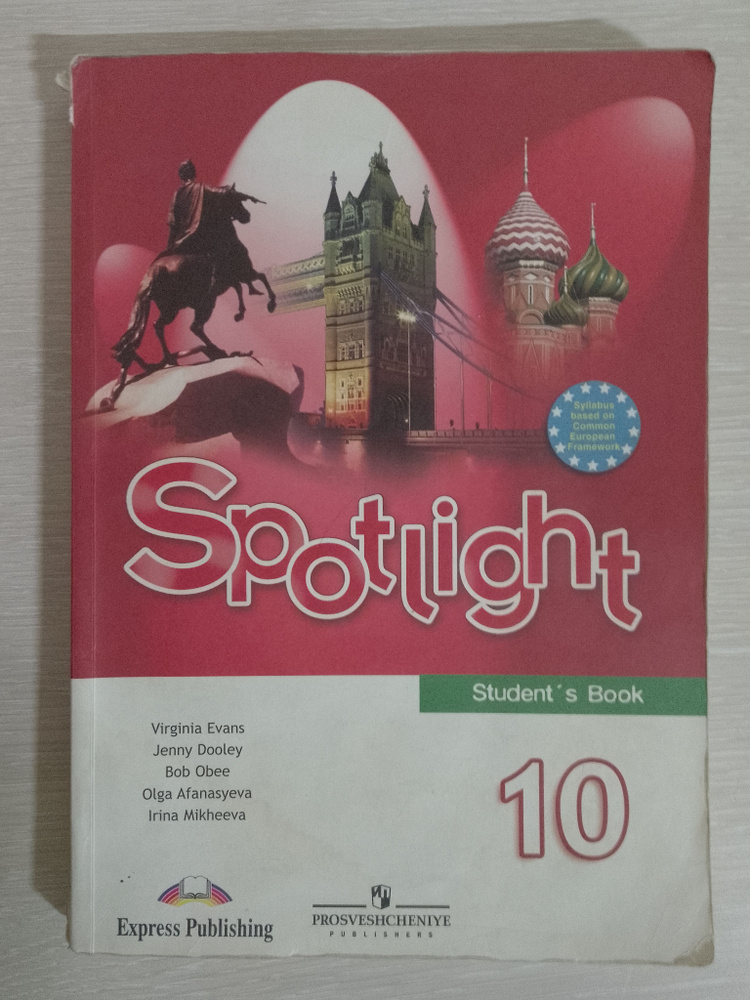 Syllabus
based on
Common
European
Framework
Spotlight
Student´s Book
Virginia Evans
Jenny Dooley
Bob Obee
Olga Afanasyeva
Irina Mikheeva
10
Express Publishing
PROSVESHCHENIYE
PUBLISHERS